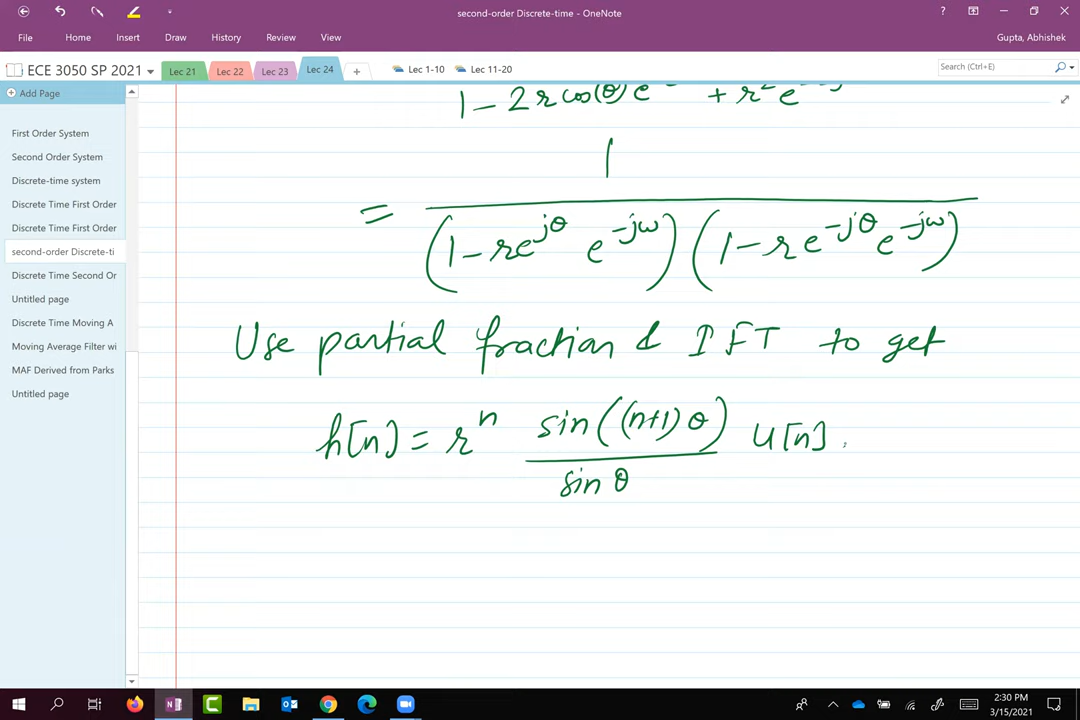 second-order Discrete-time - OneNote
Gupta, Abhishek
File Home Insert Draw History Review View
ECE 3050 SP 2021
Lec 21 Lec 22 Lec 23 Lec 24 + Lec 1-10 Lec 11-20
Search (Ctrl+E)
Add Page
First Order System
Second Order System
Discrete-time system
Discrete Time First Order
Discrete Time First Order
second-order Discrete-ti
Discrete Time Second Or
Untitled page
Discrete Time Moving A
Moving Average Filter wi
MAF Derived from Parks
Untitled page
1 - 2r cos(θ) e + r² e
1
= (1 - re^{jθ} e^{-jω}) (1 - re^{-jθ} e^{-jω})
Use partial fraction & IFT to get
h[n] = r^n sin((n+1)θ) u[n].
sin θ
2:30 PM
3/15/2021